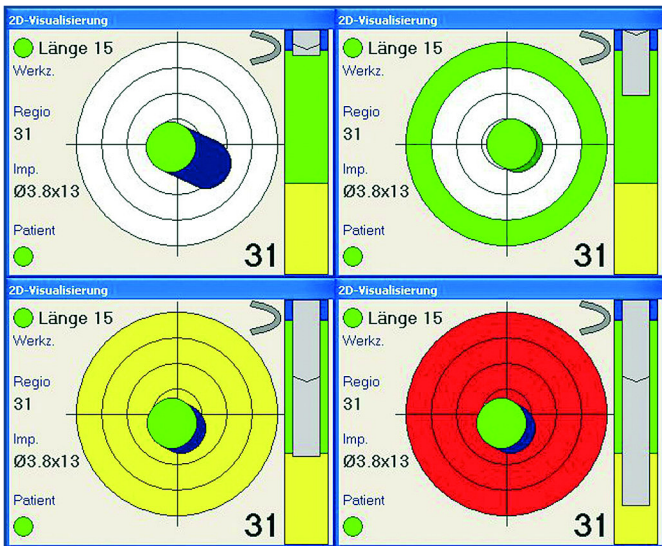 2D-Visualisierung
Länge 15
Werkz.
Regio
31
Imp.
Ø3.8x13
Patient
31
2D-Visualisierung
Länge 15
Werkz.
Regio
31
Imp.
Ø3.8x13
Patient
31
2D-Visualisierung
Länge 15
Werkz.
Regio
31
Imp.
Ø3.8x13
Patient
31
2D-Visualisierung
Länge 15
Werkz.
Regio
31
Imp.
Ø3.8x13
Patient
31